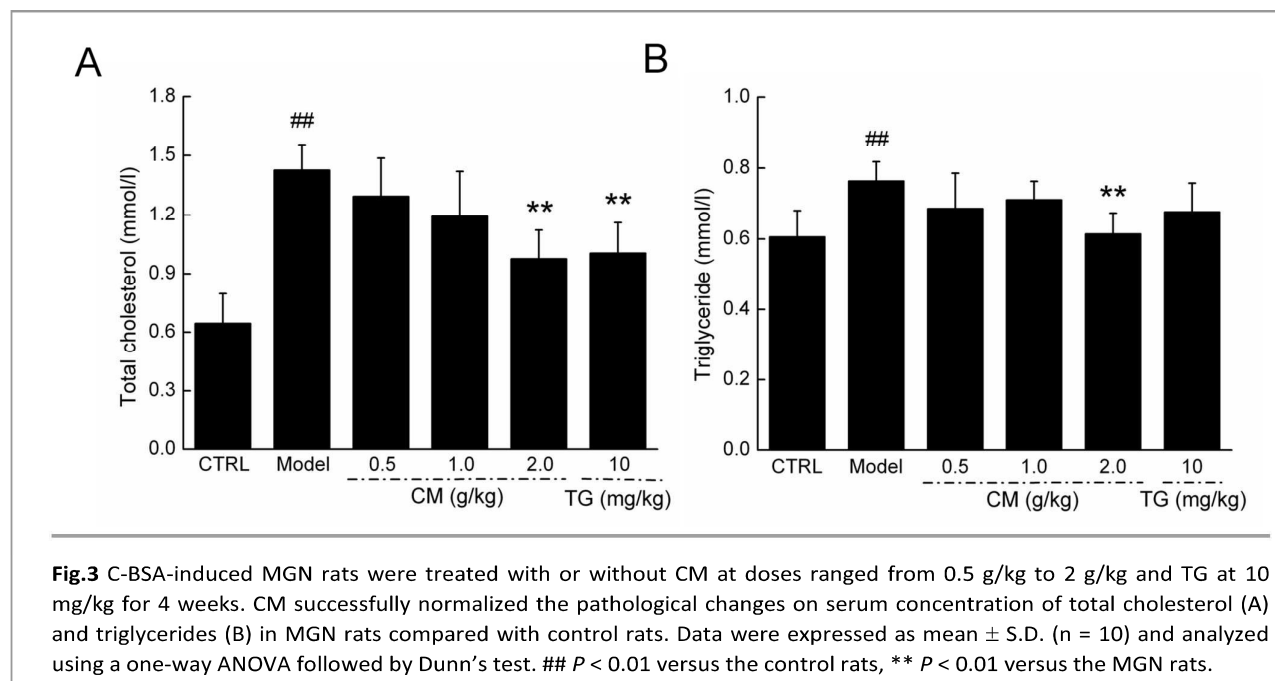 A
B
Total cholesterol (mmol/l)
1.8
1.5
1.2
0.9
0.6
0.3
0.0
##
**
**
CTRL Model 0.5 1.0 2.0 10
CM (g/kg) TG (mg/kg)
Triglyceride (mmol/l)
1.0
0.8
0.6
0.4
0.2
0.0
##
**
CTRL Model 0.5 1.0 2.0 10
CM (g/kg) TG (mg/kg)
Fig.3 C-BSA-induced MGN rats were treated with or without CM at doses ranged from 0.5 g/kg to 2 g/kg and TG at 10
mg/kg for 4 weeks. CM successfully normalized the pathological changes on serum concentration of total cholesterol (A)
and triglycerides (B) in MGN rats compared with control rats. Data were expressed as mean ± S.D. (n = 10) and analyzed
using a one-way ANOVA followed by Dunn’s test. ## P < 0.01 versus the control rats, ** P < 0.01 versus the MGN rats.